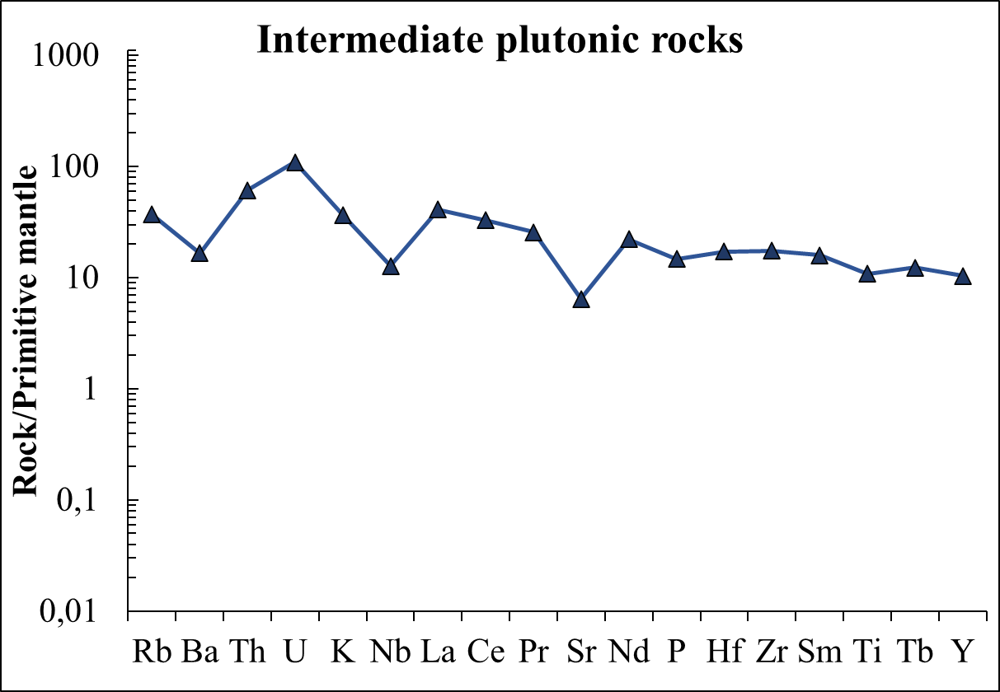 Intermediate plutonic rocks
Rock/Primitive mantle
1000
100
10
1
0,1
0,01
Rb Ba Th U K Nb La Ce Pr Sr Nd P Hf Zr Sm Ti Tb Y